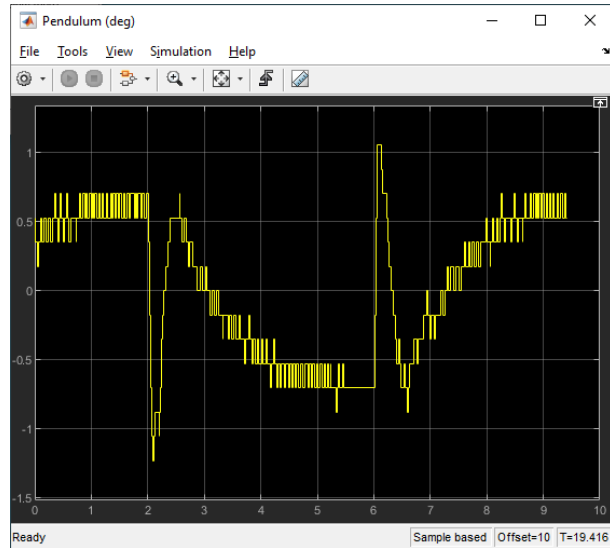 Pendulum (deg)
File Tools View Simulation Help
1
0.5
0
-0.5
-1
-1.5
0 1 2 3 4 5 6 7 8 9 10
Ready Sample based Offset=10 T=19.416